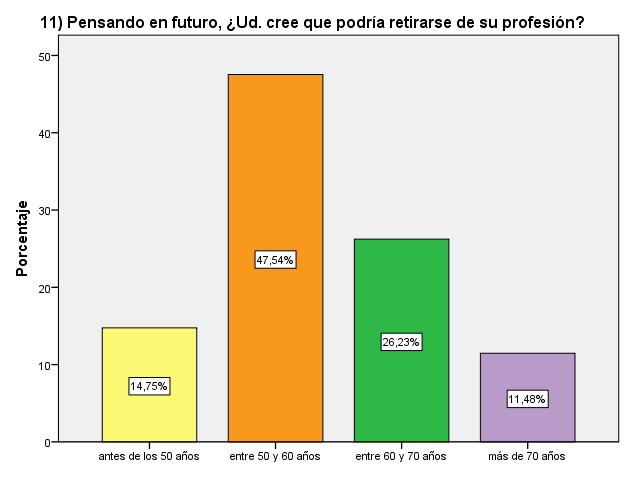 11) Pensando en futuro, ¿Ud. cree que podría retirarse de su profesión?
Porcentaje
50
40
30
20
10
0
14,75%
47,54%
26,23%
11,48%
antes de los 50 años
entre 50 y 60 años
entre 60 y 70 años
más de 70 años